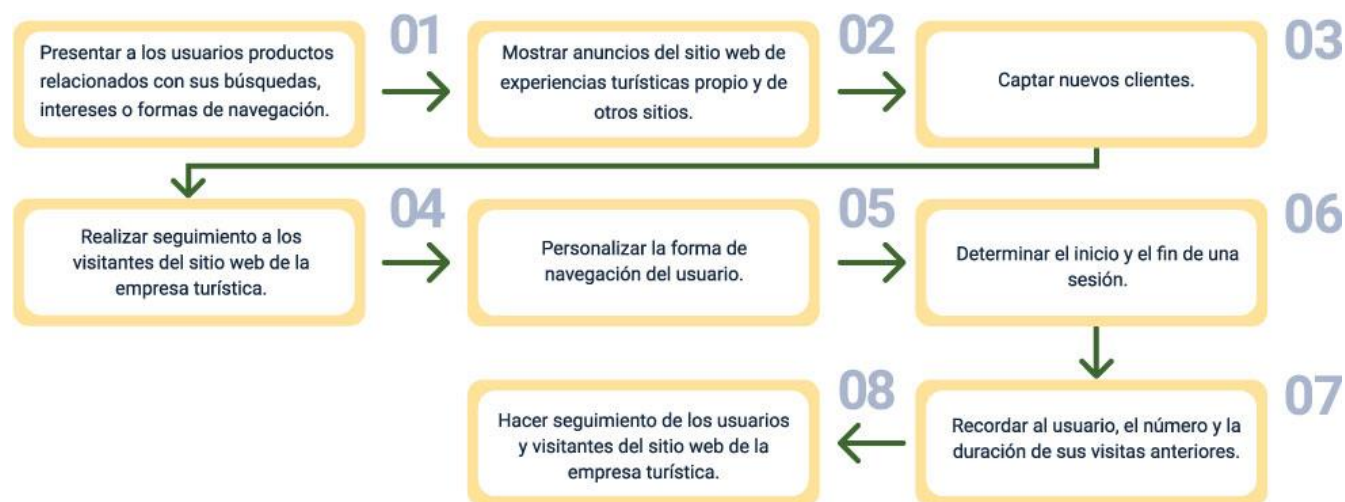 Presentar a los usuarios productos
relacionados con sus búsquedas,
intereses o formas de navegación.
01
Mostrar anuncios del sitio web de
experiencias turísticas propio y de
otros sitios.
02
Captar nuevos clientes.
03
Realizar seguimiento a los
visitantes del sitio web de la
empresa turística.
04
Personalizar la forma de
navegación del usuario.
05
Determinar el inicio y el fin de una
sesión.
06
Recordar al usuario, el número y la
duración de sus visitas anteriores.
07
Hacer seguimiento de los usuarios
y visitantes del sitio web de la
empresa turística.
08